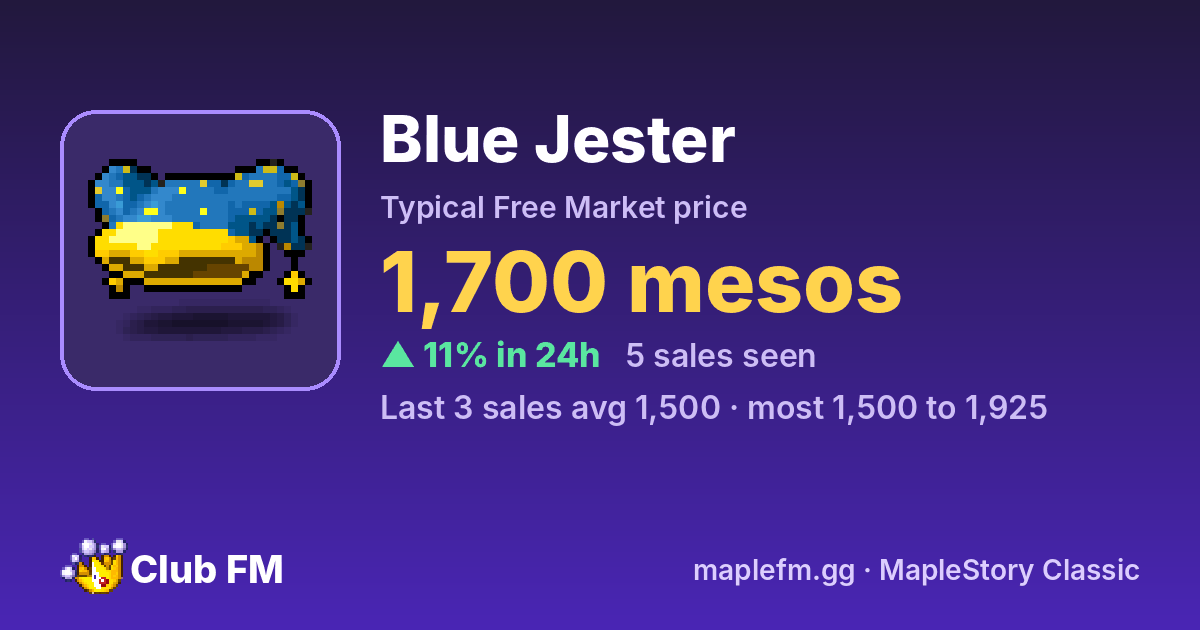 Blue Jester
Typical Free Market price
1,700 mesos
▲ 11% in 24h 5 sales seen
Last 3 sales avg 1,500 · most 1,500 to 1,925
Club FM
maplefm.gg · MapleStory Classic